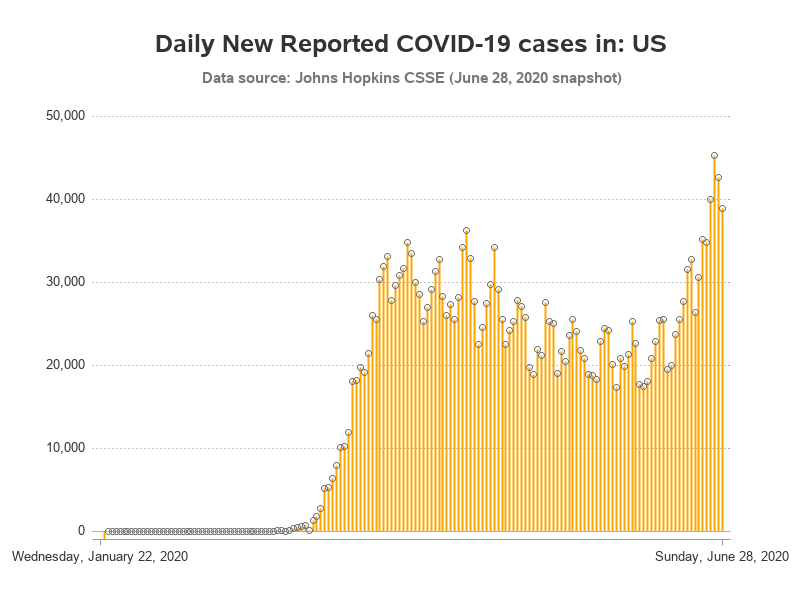 Daily New Reported COVID-19 cases in: US
Data source: Johns Hopkins CSSE (June 28, 2020 snapshot)
50,000
40,000
30,000
20,000
10,000
0
Wednesday, January 22, 2020
Sunday, June 28, 2020